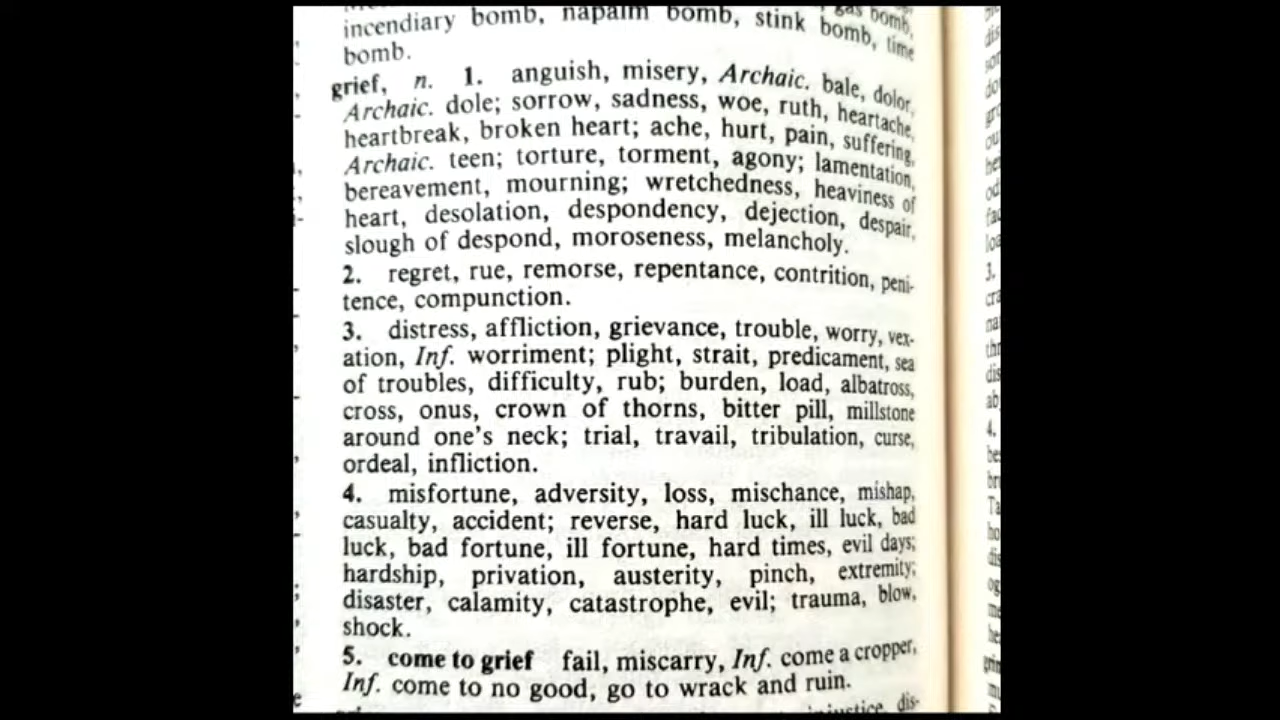 incendiary bomb, napalm bomb, stink bomb, time
gas bomb,
bomb.
grief, n. 1. anguish, misery, Archaic. bale, dolor,
Archaic. dole; sorrow, sadness, woe, ruth, heartache,
heartbreak, broken heart; ache, hurt, pain, suffering,
Archaic. teen; torture, torment, agony; lamentation,
bereavement, mourning; wretchedness, heaviness of
heart, desolation, despondency, dejection, despair,
slough of despond, moroseness, melancholy.
2. regret, rue, remorse, repentance, contrition, peni-
tence, compunction.
3. distress, affliction, grievance, trouble, worry, vex-
ation, Inf. worriment; plight, strait, predicament, sea
of troubles, difficulty, rub; burden, load, albatross,
cross, onus, crown of thorns, bitter pill, millstone
around one's neck; trial, travail, tribulation, curse,
ordeal, infliction.
4. misfortune, adversity, loss, mischance, mishap,
casualty, accident; reverse, hard luck, ill luck, bad
luck, bad fortune, ill fortune, hard times, evil days;
hardship, privation, austerity, pinch, extremity;
disaster, calamity, catastrophe, evil; trauma, blow,
shock.
5. come to grief fail, miscarry, Inf. come a cropper,
Inf. come to no good, go to wrack and ruin.